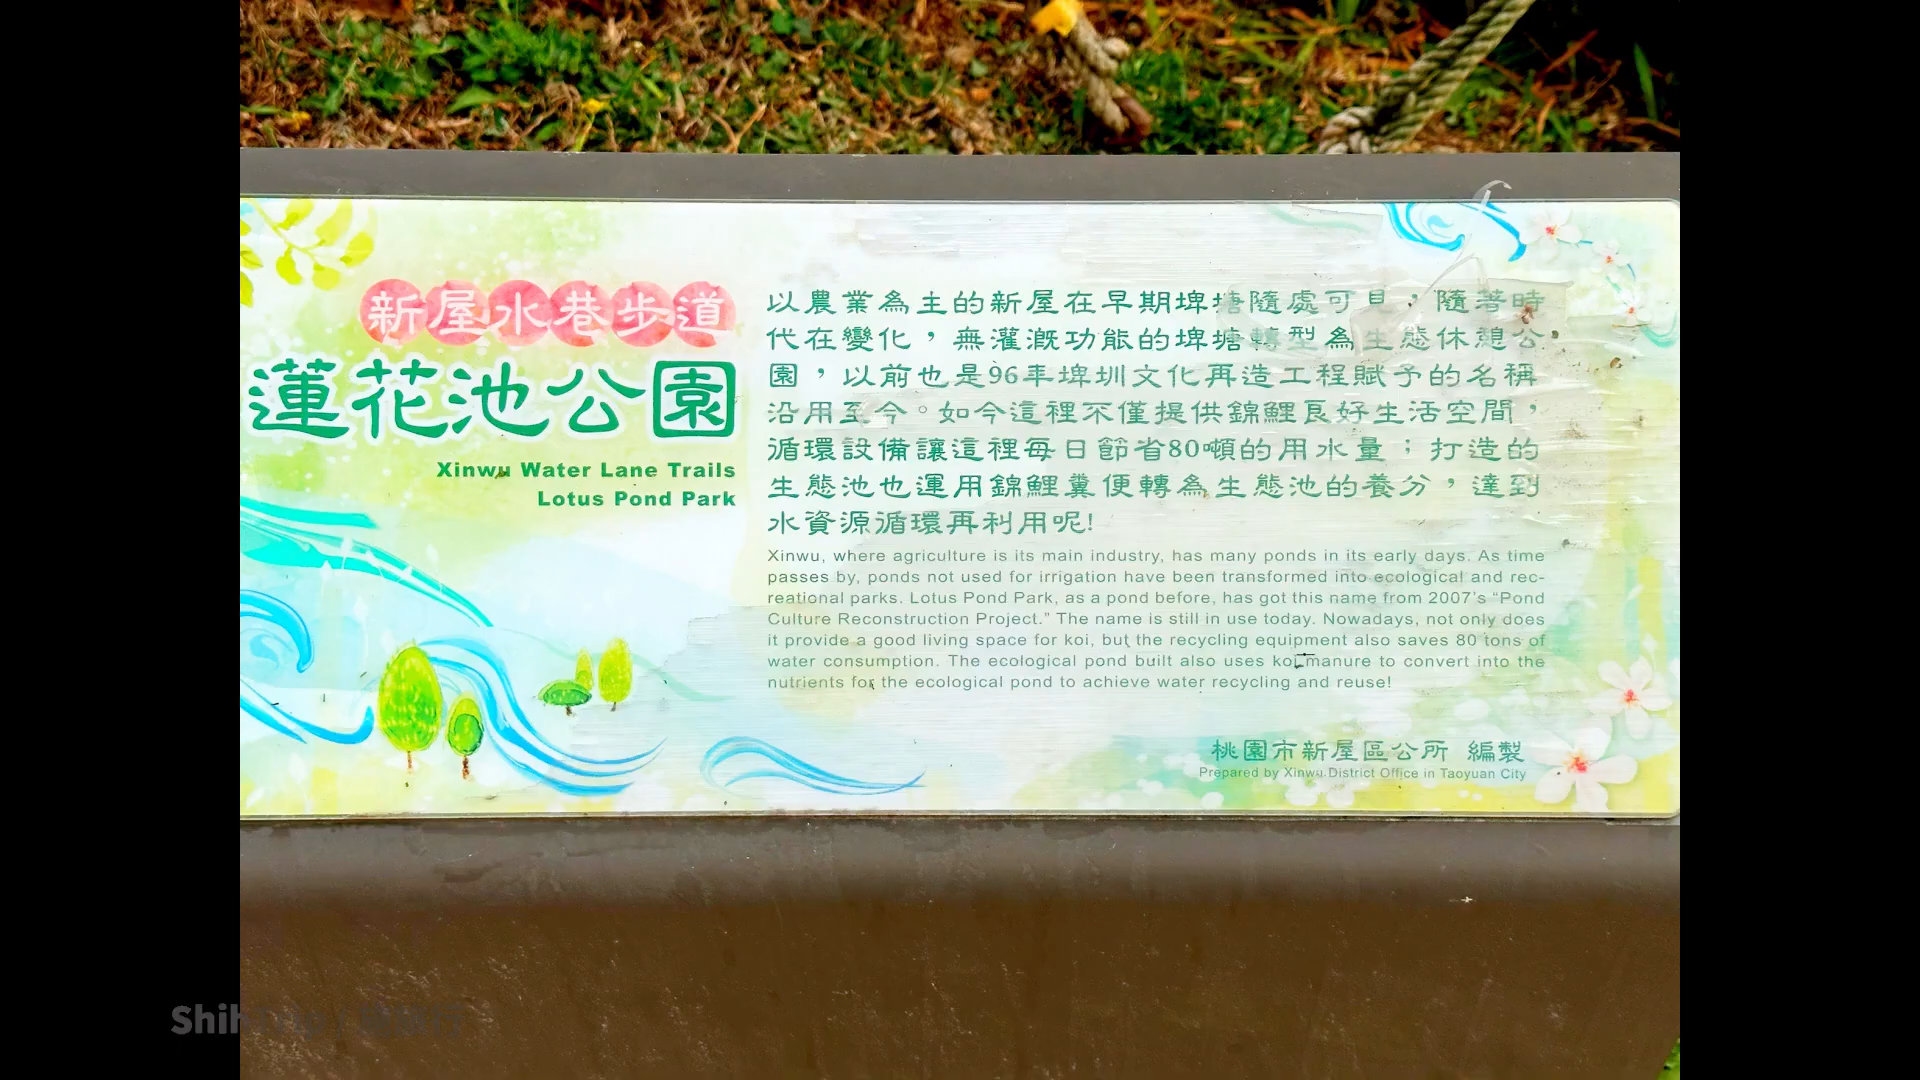 新屋水巷步道
蓮花池公園
Xinwu Water Lane Trails
Lotus Pond Park
以農業為主的新屋在早期埤塘隨處可見，隨著時
代在變化，無灌溉功能的埤塘轉型為生態休憩公
園，以前也是96年埤圳文化再造工程賦予的名稱
沿用至今。如今這裡不僅提供錦鯉良好生活空間，
循環設備讓這裡每日節省80噸的用水量；打造的
生態池也運用錦鯉糞便轉為生態池的養分，達到
水資源循環再利用呢!
Xinwu, where agriculture is its main industry, has many ponds in its early days. As time
passes by, ponds not used for irrigation have been transformed into ecological and rec-
reational parks. Lotus Pond Park, as a pond before, has got this name from 2007's “Pond
Culture Reconstruction Project.” The name is still in use today. Nowadays, not only does
it provide a good living space for koi, but the recycling equipment also saves 80 tons of
water consumption. The ecological pond built also uses koi manure to convert into the
nutrients for the ecological pond to achieve water recycling and reuse!
桃園市新屋區公所 編製
Prepared by Xinwu District Office in Taoyuan City